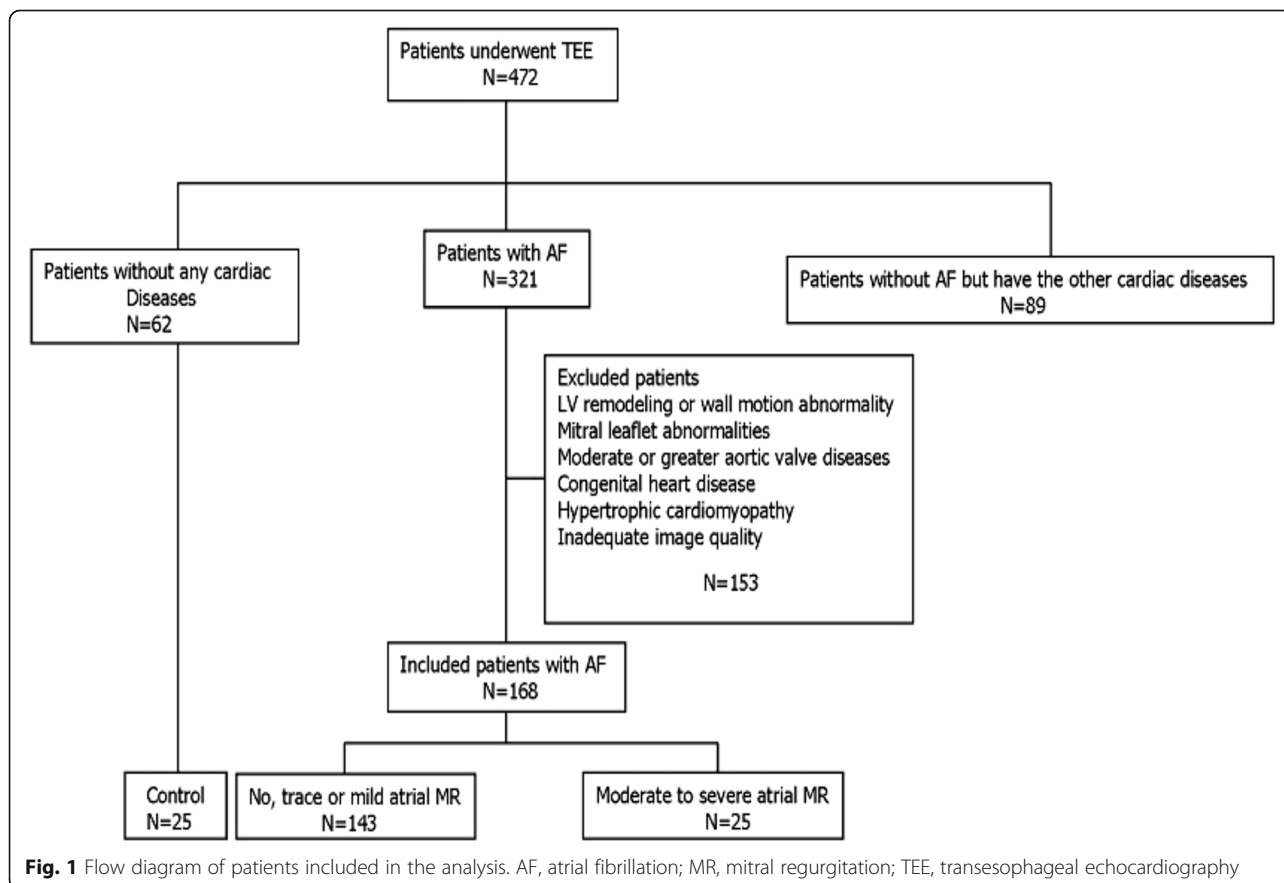 Patients underwent TEE
N=472
Patients without any cardiac
Diseases
N=62
Patients with AF
N=321
Patients without AF but have the other cardiac diseases
N=89
Excluded patients
LV remodeling or wall motion abnormality
Mitral leaflet abnormalities
Moderate or greater aortic valve diseases
Congenital heart disease
Hypertrophic cardiomyopathy
Inadequate image quality
N=153
Included patients with AF
N=168
Control
N=25
No, trace or mild atrial MR
N=143
Moderate to severe atrial MR
N=25
Fig. 1 Flow diagram of patients included in the analysis. AF, atrial fibrillation; MR, mitral regurgitation; TEE, transesophageal echocardiography